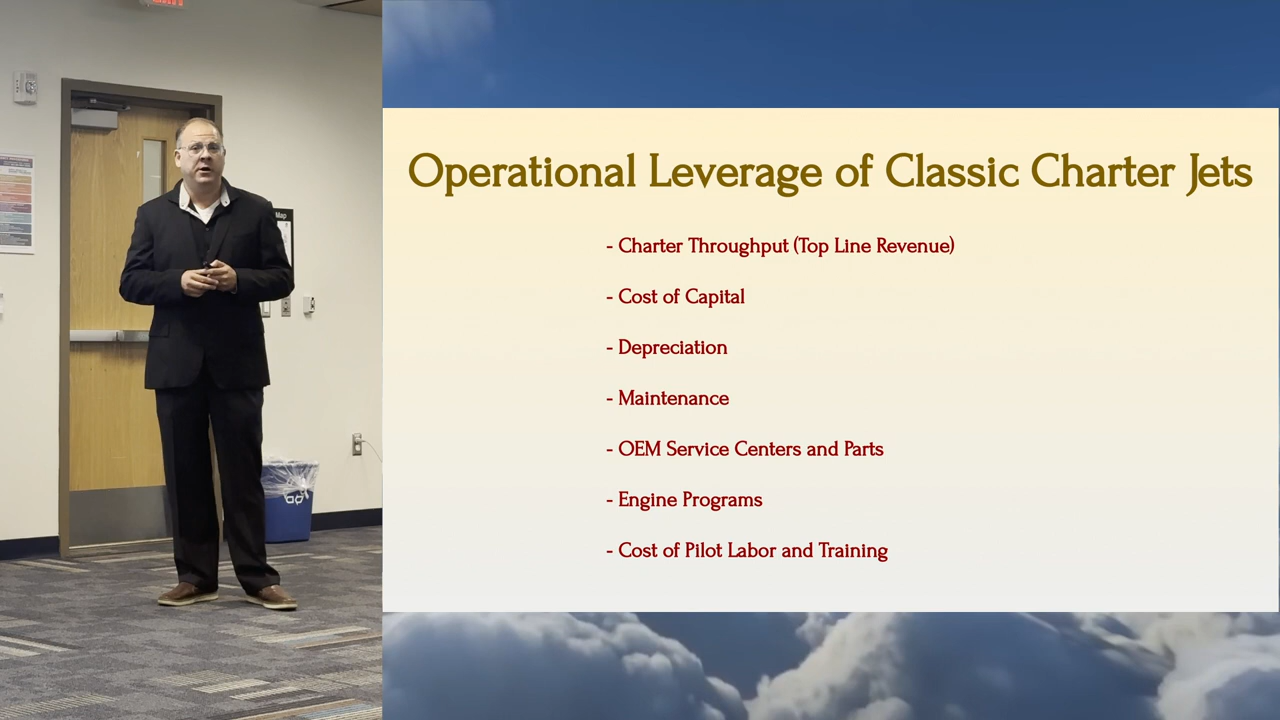 Operational Leverage of Classic Charter Jets
- Charter Throughput (Top Line Revenue)
- Cost of Capital
- Depreciation
- Maintenance
- OEM Service Centers and Parts
- Engine Programs
- Cost of Pilot Labor and Training
Map